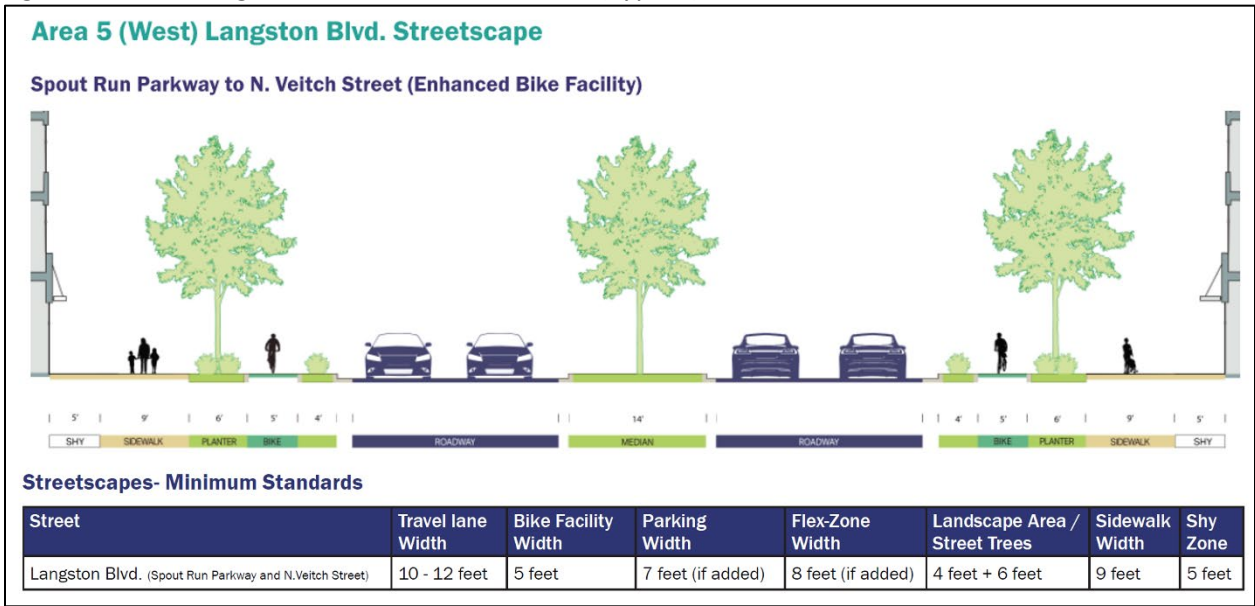 Area 5 (West) Langston Blvd. Streetscape
Spout Run Parkway to N. Veitch Street (Enhanced Bike Facility)
5' 9' 6' 5' 4' 14' 4' 5' 6' 9' 5'
SHY SIDEWALK PLANTER BIKE ROADWAY MEDIAN ROADWAY BIKE PLANTER SIDEWALK SHY
Streetscapes- Minimum Standards
Street Travel lane Width Bike Facility Width Parking Width Flex-Zone Width Landscape Area / Street Trees Sidewalk Width Shy Zone
Langston Blvd. (Spout Run Parkway and N.Veitch Street) 10 - 12 feet 5 feet 7 feet (if added) 8 feet (if added) 4 feet + 6 feet 9 feet 5 feet